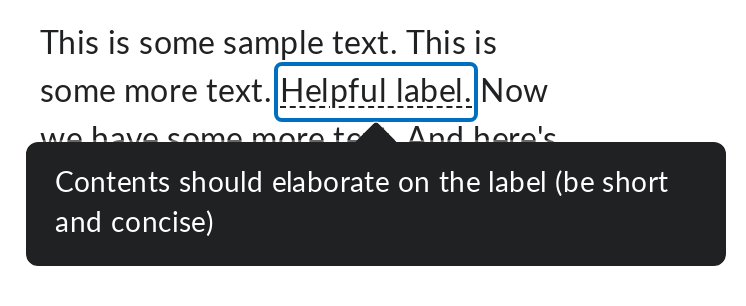 This is some sample text. This is
some more text. Helpful label. Now
we have some more te . And here's
Contents should elaborate on the label (be short
and concise)